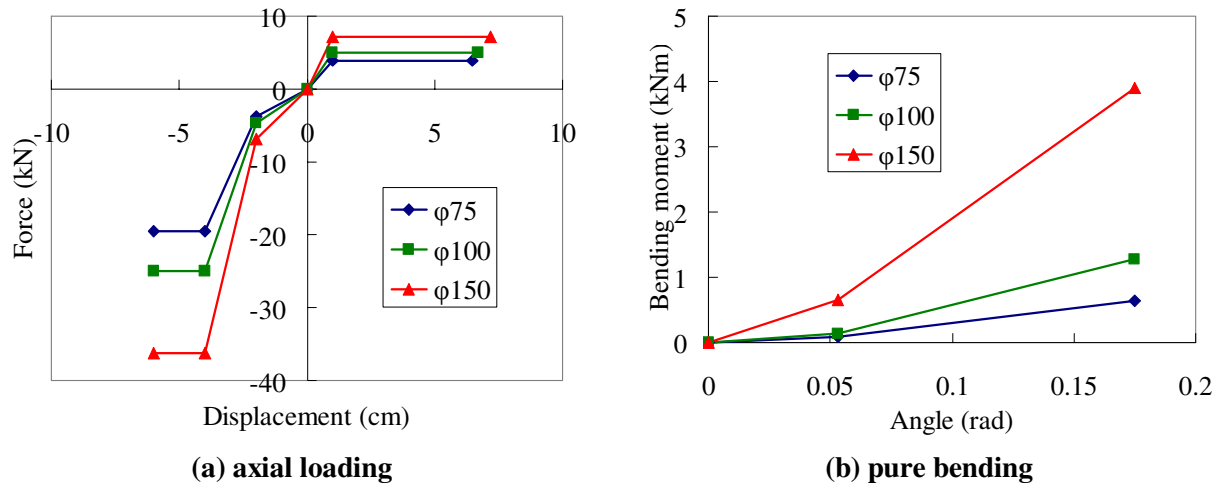 10
0
-10
-20
-30
-40
-10
-5
0
5
10
Force (kN)
Displacement (cm)
φ75
φ100
φ150
(a) axial loading
5
4
3
2
1
0
0
0.05
0.1
0.15
0.2
Bending moment (kNm)
Angle (rad)
φ75
φ100
φ150
(b) pure bending